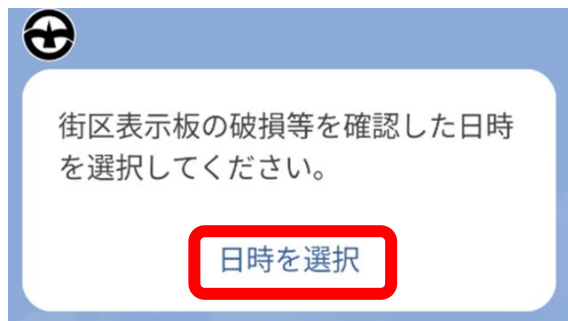 街区表示板の破損等を確認した日時
を選択してください。
日時を選択